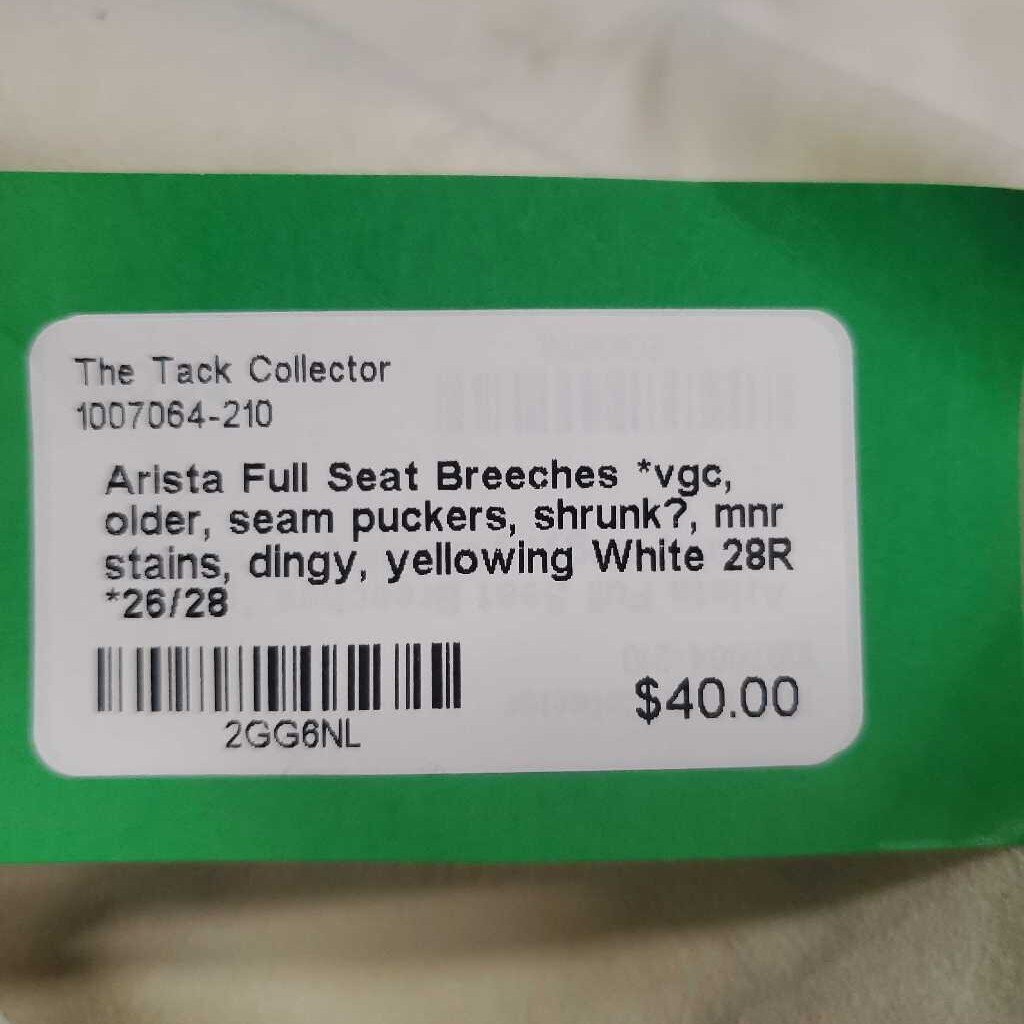 The Tack Collector
1007064-210
Arista Full Seat Breeches *vgc,
older, seam puckers, shrunk?, mnr
stains, dingy, yellowing White 28R
*26/28
2GG6NL
$40.00